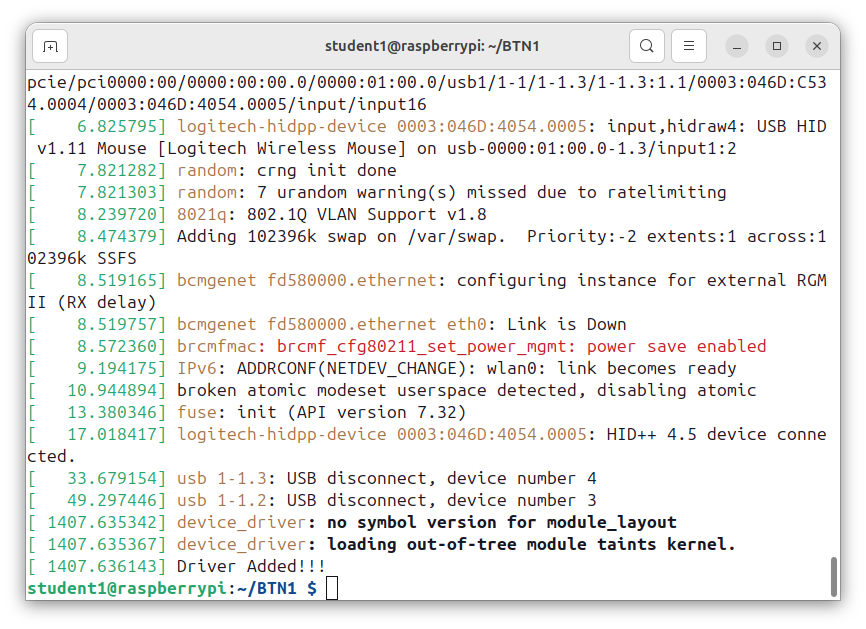 student1@raspberrypi: ~/BTN1
pcie/pci0000:00/0000:00:00.0/0000:01:00.0/usb1/1-1/1-1.3/1-1.3:1.1/0003:046D:C53
4.0004/0003:046D:4054.0005/input/input16
[    6.825795] logitech-hidpp-device 0003:046D:4054.0005: input,hidraw4: USB HID
 v1.11 Mouse [Logitech Wireless Mouse] on usb-0000:01:00.0-1.3/input1:2
[    7.821282] random: crng init done
[    7.821303] random: 7 urandom warning(s) missed due to ratelimiting
[    8.239720] 8021q: 802.1Q VLAN Support v1.8
[    8.474379] Adding 102396k swap on /var/swap.  Priority:-2 extents:1 across:1
02396k SSFS
[    8.519165] bcmgenet fd580000.ethernet: configuring instance for external RGM
II (RX delay)
[    8.519757] bcmgenet fd580000.ethernet eth0: Link is Down
[    8.572360] brcmfmac: brcmf_cfg80211_set_power_mgmt: power save enabled
[    9.194175] IPv6: ADDRCONF(NETDEV_CHANGE): wlan0: link becomes ready
[   10.944894] broken atomic modeset userspace detected, disabling atomic
[   13.380346] fuse: init (API version 7.32)
[   17.018417] logitech-hidpp-device 0003:046D:4054.0005: HID++ 4.5 device conne
cted.
[   33.679154] usb 1-1.3: USB disconnect, device number 4
[   49.297446] usb 1-1.2: USB disconnect, device number 3
[ 1407.635342] device_driver: no symbol version for module_layout
[ 1407.635367] device_driver: loading out-of-tree module taints kernel.
[ 1407.636143] Driver Added!!!
student1@raspberrypi:~/BTN1 $